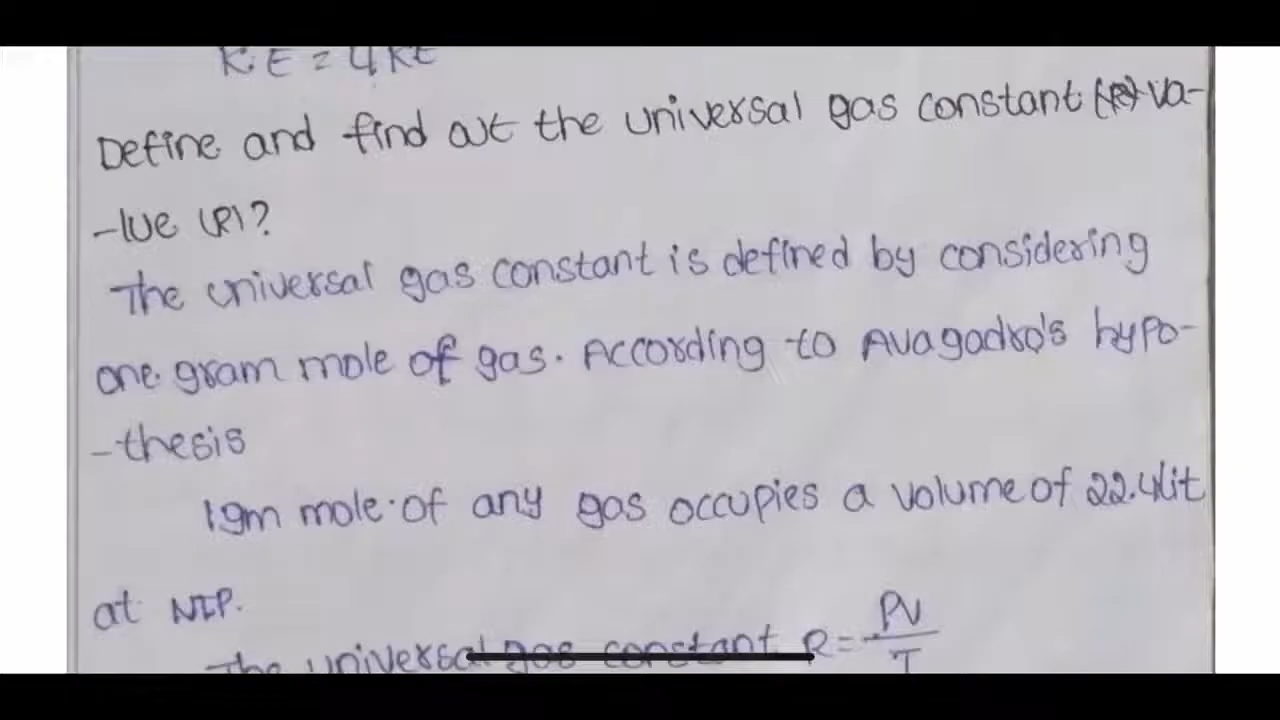 K.E = 4KE
Define and find out the universal gas constant (R) va-
-lue (R)?
The universal gas constant is defined by considering
one gram mole of gas. According to Avagadro's hypo-
-thesis
1gm mole of any gas occupies a volume of 22.4lit
at NTP.
The universal gas constant R = PV
T